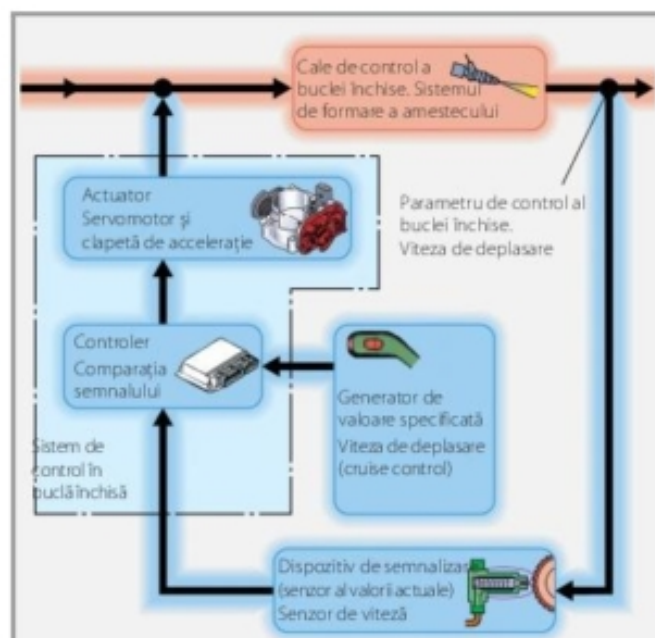 Cale de control a
buclei închise. Sistemul
de formare a amestecului
Actuator
Servomotor și
clapetă de accelerație
Parametru de control al
buclei închise.
Viteza de deplasare
Controler
Comparația
semnalului
Generator de
valoare specificată
Viteza de deplasare
(cruise control)
Sistem de
control în
buclă închisă
Dispozitiv de semnalizar
(senzor al valorii actuale)
Senzor de viteză